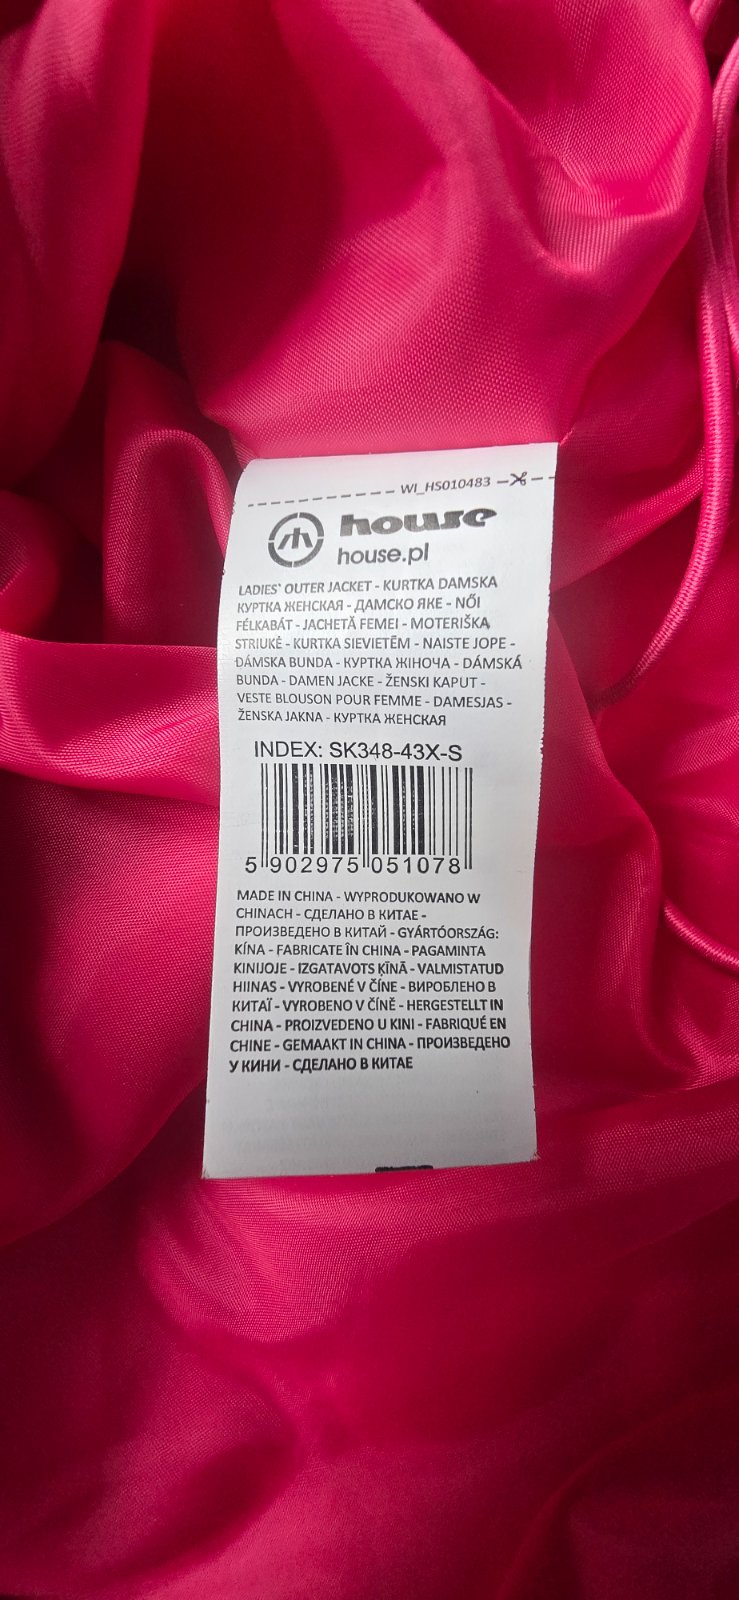 WI_HS010483
house
house.pl
LADIES` OUTER JACKET - KURTKA DAMSKA
КУРТКА ЖЕНСКАЯ - ДАМСКО ЯКЕ - NŐI
FÉLKABÁT - JACHETĂ FEMEI - MOTERIŠKA
STRIUKĖ - KURTKA SIEVIETĒM - NAISTE JOPE -
DÁMSKA BUNDA - КУРТКА ЖІНОЧА - DÁMSKÁ
BUNDA - DAMEN JACKE - ŽENSKI KAPUT -
VESTE BLOUSON POUR FEMME - DAMESJAS -
ŽENSKA JAKNA - КУРТКА ЖЕНСКАЯ
INDEX: SK348-43X-S
5 902975 051078
MADE IN CHINA - WYPRODUKOWANO W
CHINACH - СДЕЛАНО В КИТАЕ -
ПРОИЗВЕДЕНО В КИТАЙ - GYÁRTÓORSZÁG:
KÍNA - FABRICATE ÎN CHINA - PAGAMINTA
KINIJOJE - IZGATAVOTS ĶĪNĀ - VALMISTATUD
HIINAS - VYROBENÉ V ČÍNE - ВИРОБЛЕНО В
КИТАЇ - VYROBENO V ČÍNĚ - HERGESTELLT IN
CHINA - PROIZVEDENO U KINI - FABRIQUÉ EN
CHINE - GEMAAKT IN CHINA - ПРОИЗВЕДЕНО
У КИНИ - СДЕЛАНО В КИТАЕ